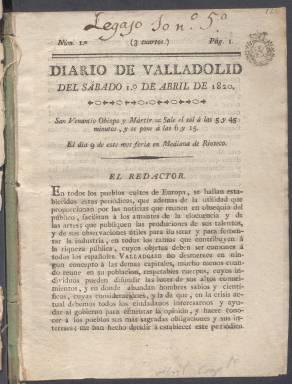 Legajo 10 n.º 5.º
Núm. 1.º (3 cuartos.) Pág. 1.
DIARIO DE VALLADOLID
DEL SÁBADO 1.º DE ABRIL DE 1820.
San Venancio Obispo y Mártir.= Sale el sol á las 5 y 45
minutos, y se pone á las 6 y 15.
El dia 9 de este mes feria en Medina de Rioseco.
EL REDACTOR.
En todos los pueblos cultos de Europa, se hallan esta-
blecidos estos periódicos, que ademas de la utilidad que
proporcionan por las noticias que reunen en obsequio del
público, facilitan á los amantes de la elocuencia y de
las artes, que publiquen las producciones de sus talentos,
y de sus observaciones útiles para ilustrar y para fomen-
tar la industria, en todos los ramos que contribuyan á
la riqueza pública, cuyos objetos deben ser comunes á
todos los españoles. VALLADOLID no desmerece en nin-
gun concepto á las demas capitales, mucho menos cuan-
do reune en su poblacion, respetables cuerpos, cuyos in-
dividuos pueden difundir las luces de sus altos conoci-
mientos, y en donde abundan hombres sabios y cientí-
ficos, cuyas consideraciones, y la de que, en la crisis ac-
tual debemos todos los ciudadanos interesarnos y ayu-
dar al gobierno para enfrenar la opinion, y hacer cono-
cer á los pueblos sus mas sagradas obligaciones y sus in-
tereses; me han hecho decidir á establecer este periódico.